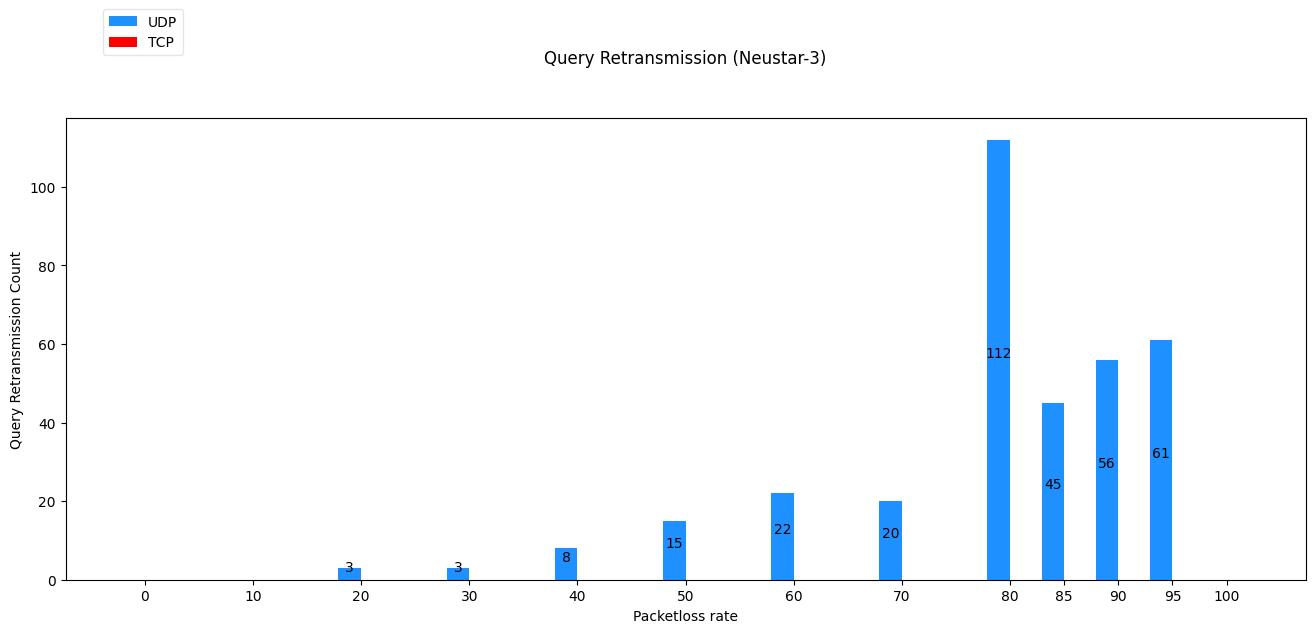 UDP
TCP
Query Retransmission (Neustar-3)
Query Retransmission Count
100
80
60
40
20
0
3
3
8
15
22
20
112
45
56
61
0 10 20 30 40 50 60 70 80 85 90 95 100
Packetloss rate